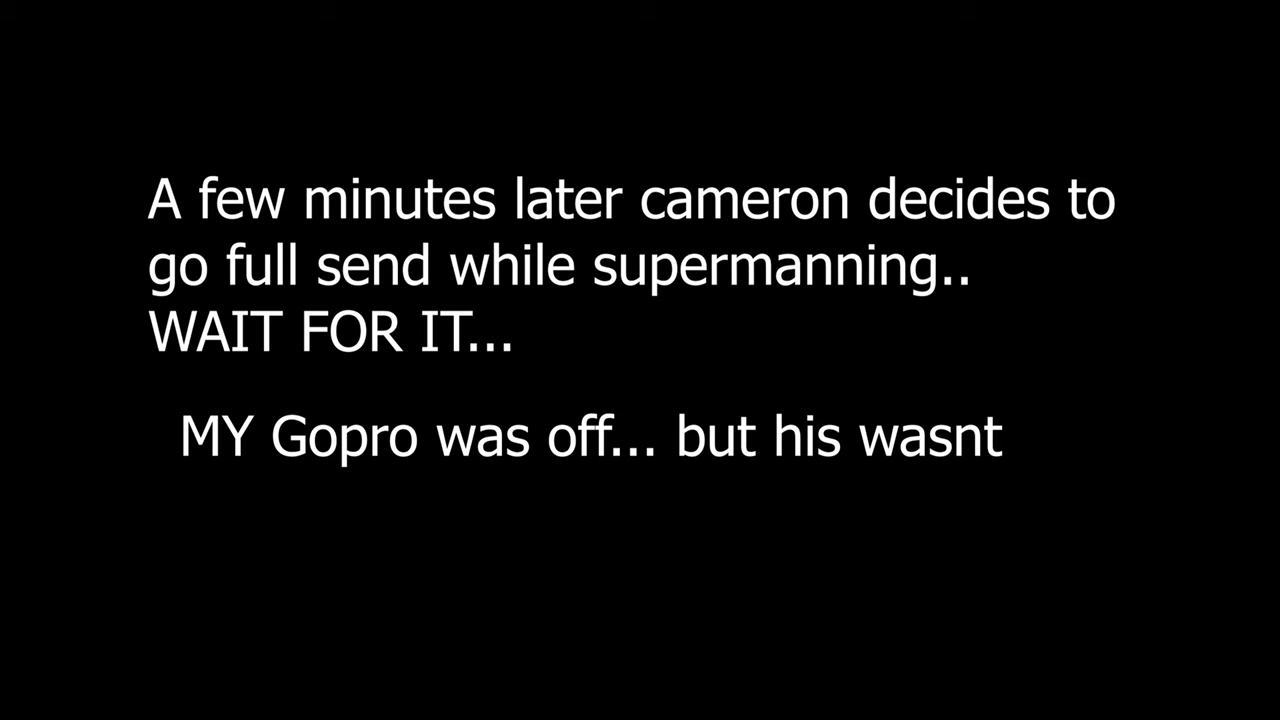 A few minutes later cameron decides to
go full send while supermanning..
WAIT FOR IT...
MY Gopro was off... but his wasnt